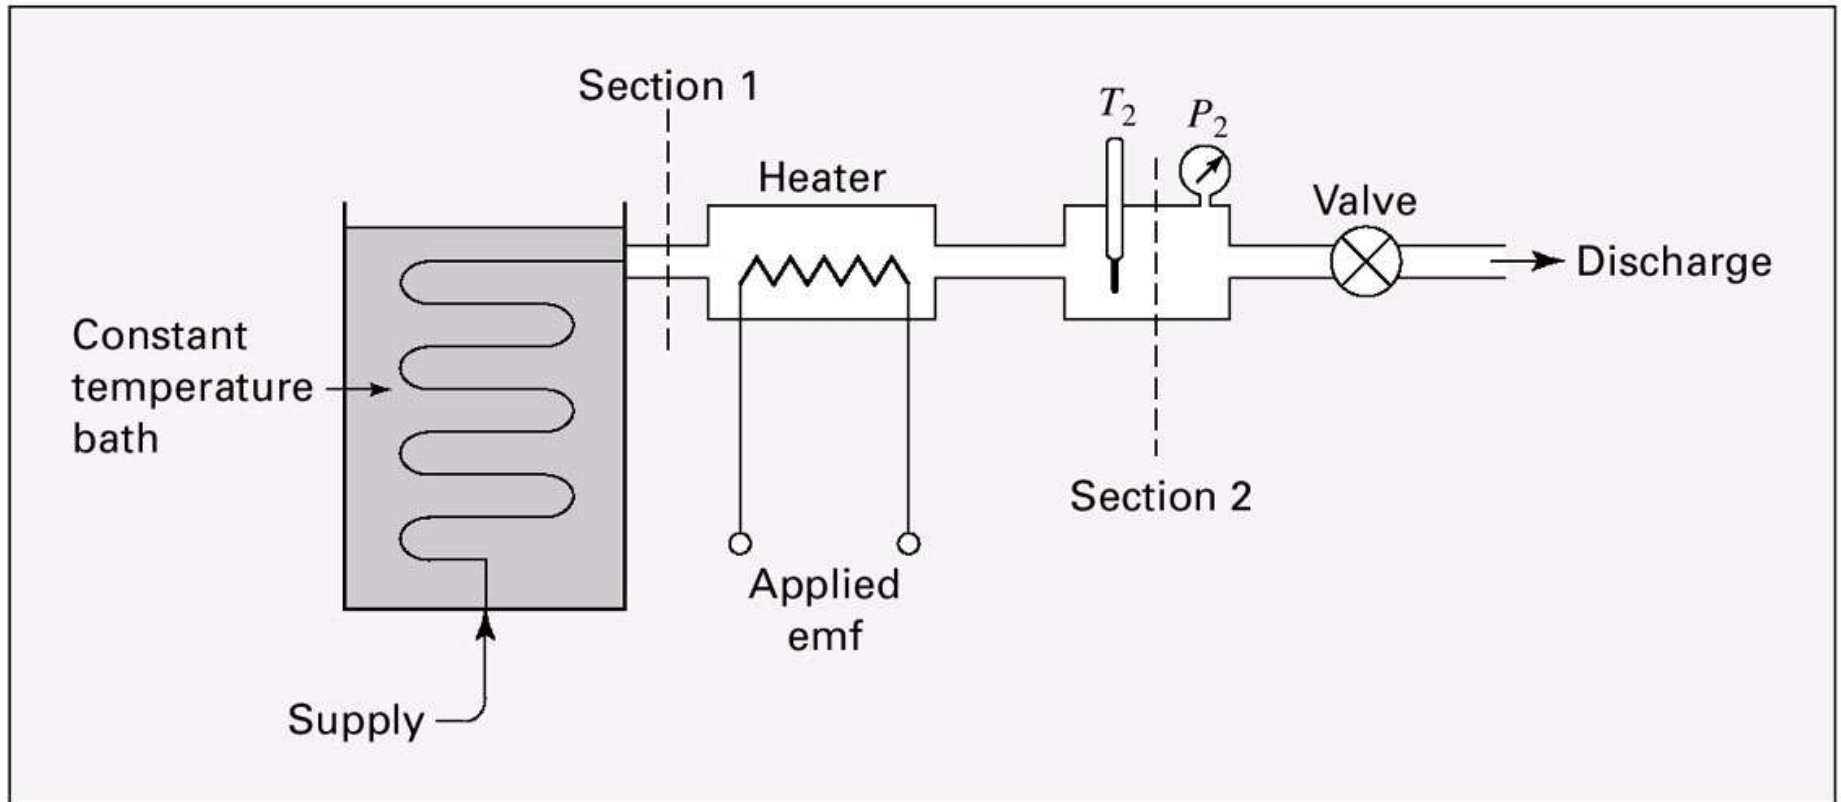 Section 1
T2
P2
Heater
Valve
Discharge
Constant
temperature
bath
Section 2
Applied
emf
Supply